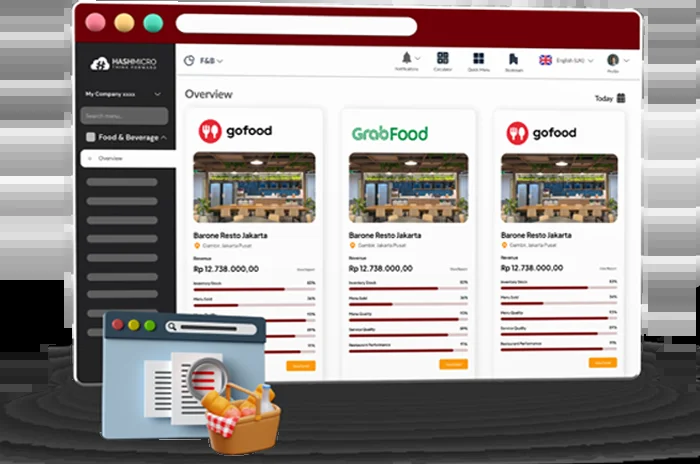 HASHMICRO
THINK FORWARD
F&B
Notifications
Calculator
Quick Menu
English (UK)
My Company xxxx
Search menu...
Food & Beverage
Overview
Overview
Today
gofood
Barone Resto Jakarta
Gambir, Jakarta Pusat
Revenue
Rp 12.738.000,00
Inventory Stock
Menu Sold
Menu Quality
Service Quality
Restaurant Performance
GrabFood
Barone Resto Jakarta
Gambir, Jakarta Pusat
Revenue
Rp 12.738.000,00
Inventory Stock
Menu Sold
Menu Quality
Service Quality
Restaurant Performance
gofood
Barone Resto Jakarta
Gambir, Jakarta Pusat
Revenue
Rp 12.738.000,00
Inventory Stock
Menu Sold
Menu Quality
Service Quality
Restaurant Performance